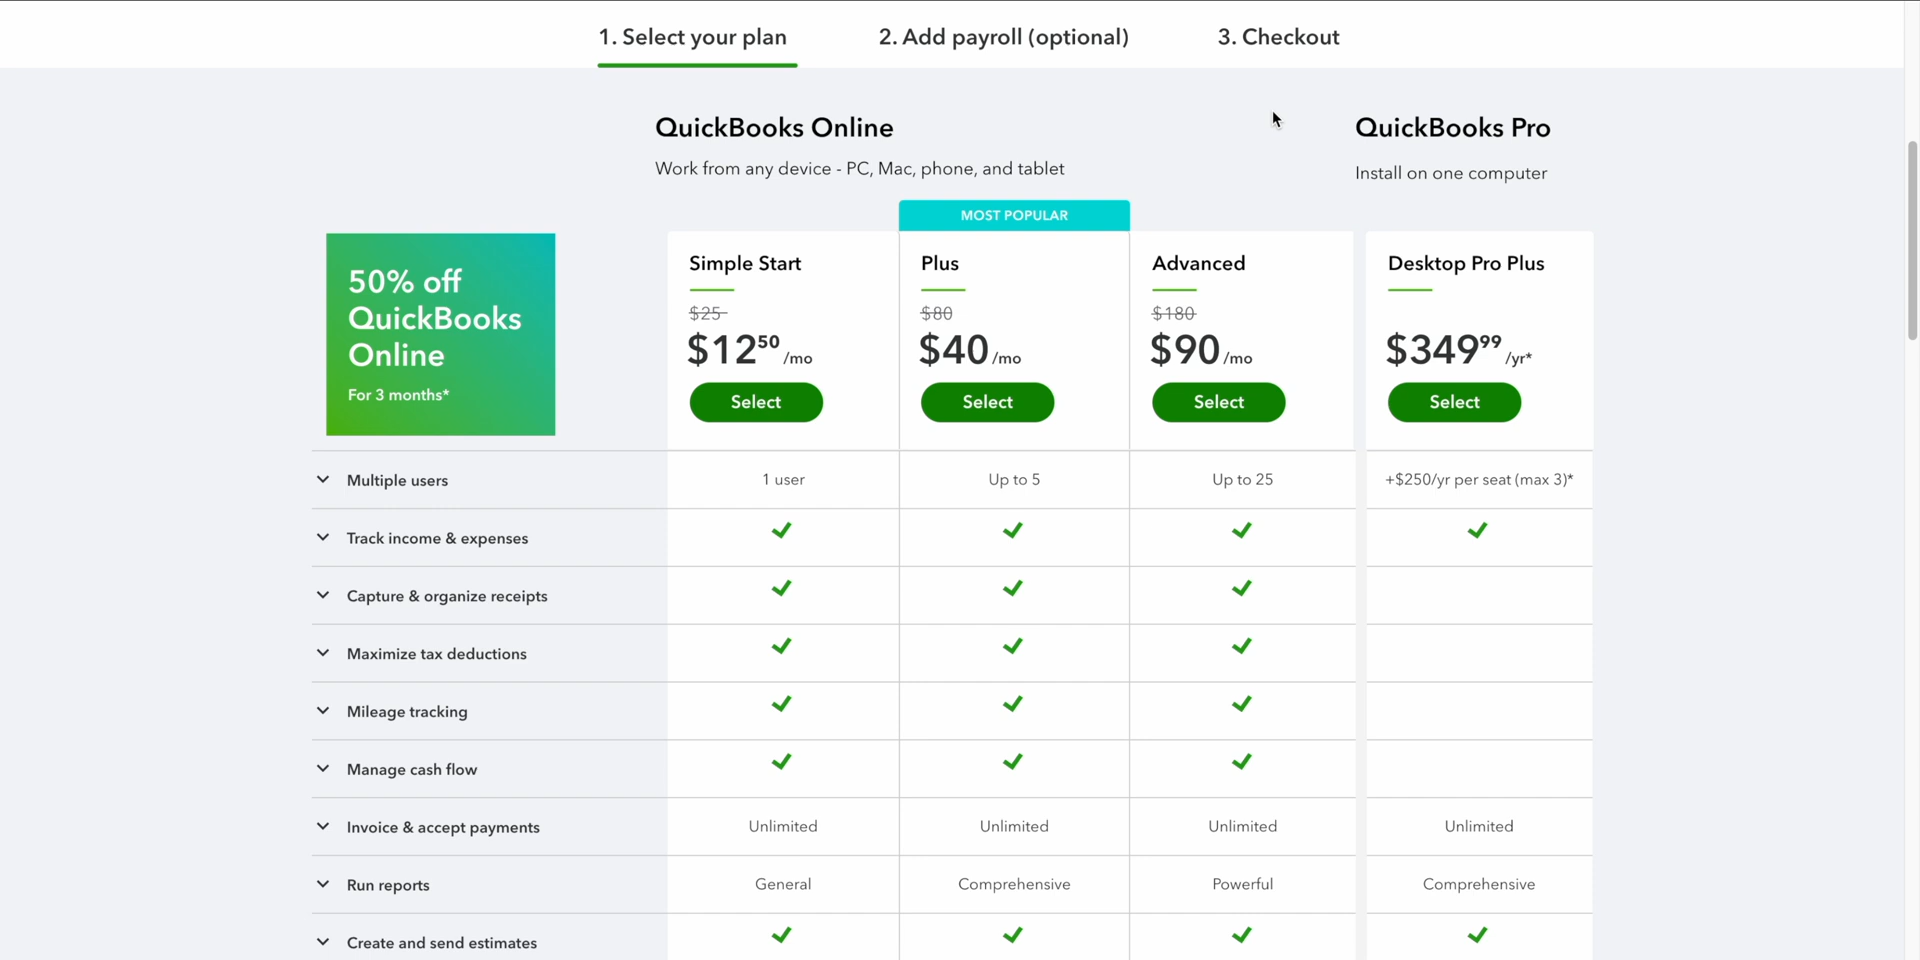 1. Select your plan
2. Add payroll (optional)
3. Checkout
QuickBooks Online
Work from any device - PC, Mac, phone, and tablet
QuickBooks Pro
Install on one computer
50% off
QuickBooks
Online
For 3 months*
MOST POPULAR
Simple Start
$25
$12⁵⁰ /mo
Select
Plus
$80
$40 /mo
Select
Advanced
$180
$90 /mo
Select
Desktop Pro Plus
$349⁹⁹ /yr*
Select
Multiple users 1 user Up to 5 Up to 25 +$250/yr per seat (max 3)*
Track income & expenses
Capture & organize receipts
Maximize tax deductions
Mileage tracking
Manage cash flow
Invoice & accept payments Unlimited Unlimited Unlimited Unlimited
Run reports General Comprehensive Powerful Comprehensive
Create and send estimates